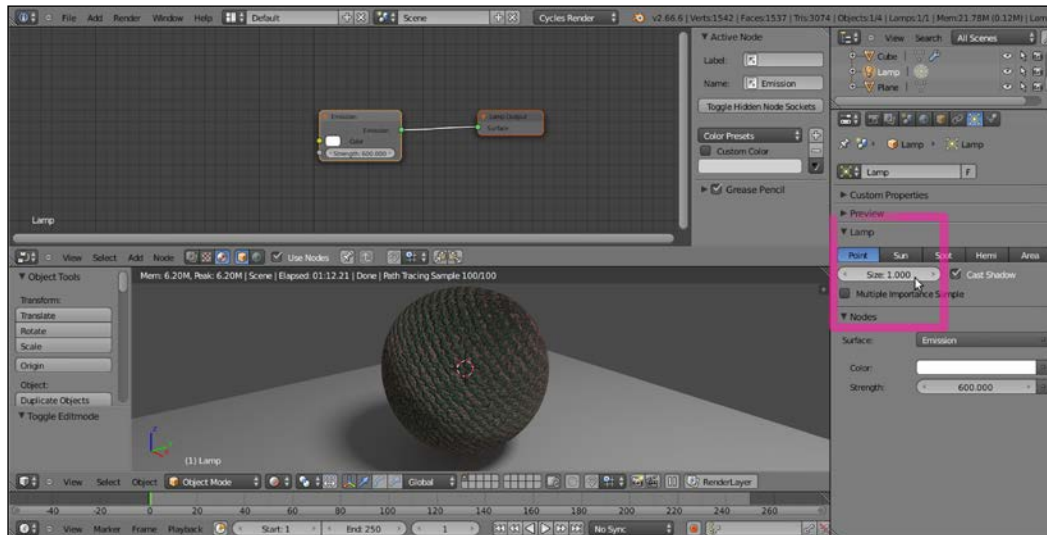 File Add Render Window Help Default Scene Cycles Render v2.66.6 | Verts:1542 | Faces:1537 | Tris:3074 | Objects:1/4 | Lamps:1/1 | Mem:21.78M (0.12M) | Lam
Emission
Emission
Color
Strength: 600.000
Lamp Output
Surface
Lamp
Active Node
Label:
Name: Emission
Toggle Hidden Node Sockets
Color Presets
Custom Color
Grease Pencil
View Search All Scenes
Cube
Lamp
Plane
Lamp Lamp
Lamp F
Custom Properties
Preview
Lamp
Point Sun Spot Hemi Area
Size: 1.000 Cast Shadow
Multiple Importance Sample
Nodes
Surface: Emission
Color:
Strength: 600.000
View Select Add Node Use Nodes
Object Tools
Transform:
Translate
Rotate
Scale
Origin
Object:
Duplicate Objects
Toggle Editmode
Mem: 6.20M, Peak: 6.20M | Scene | Elapsed: 01:12.21 | Done | Path Tracing Sample 100/100
z
(1) Lamp
View Select Object Object Mode Global RenderLayer
-40 -20 0 20 40 60 80 100 120 140 160 180 200 220 240 260
View Marker Frame Playback Start: 1 End: 250 1 No Sync